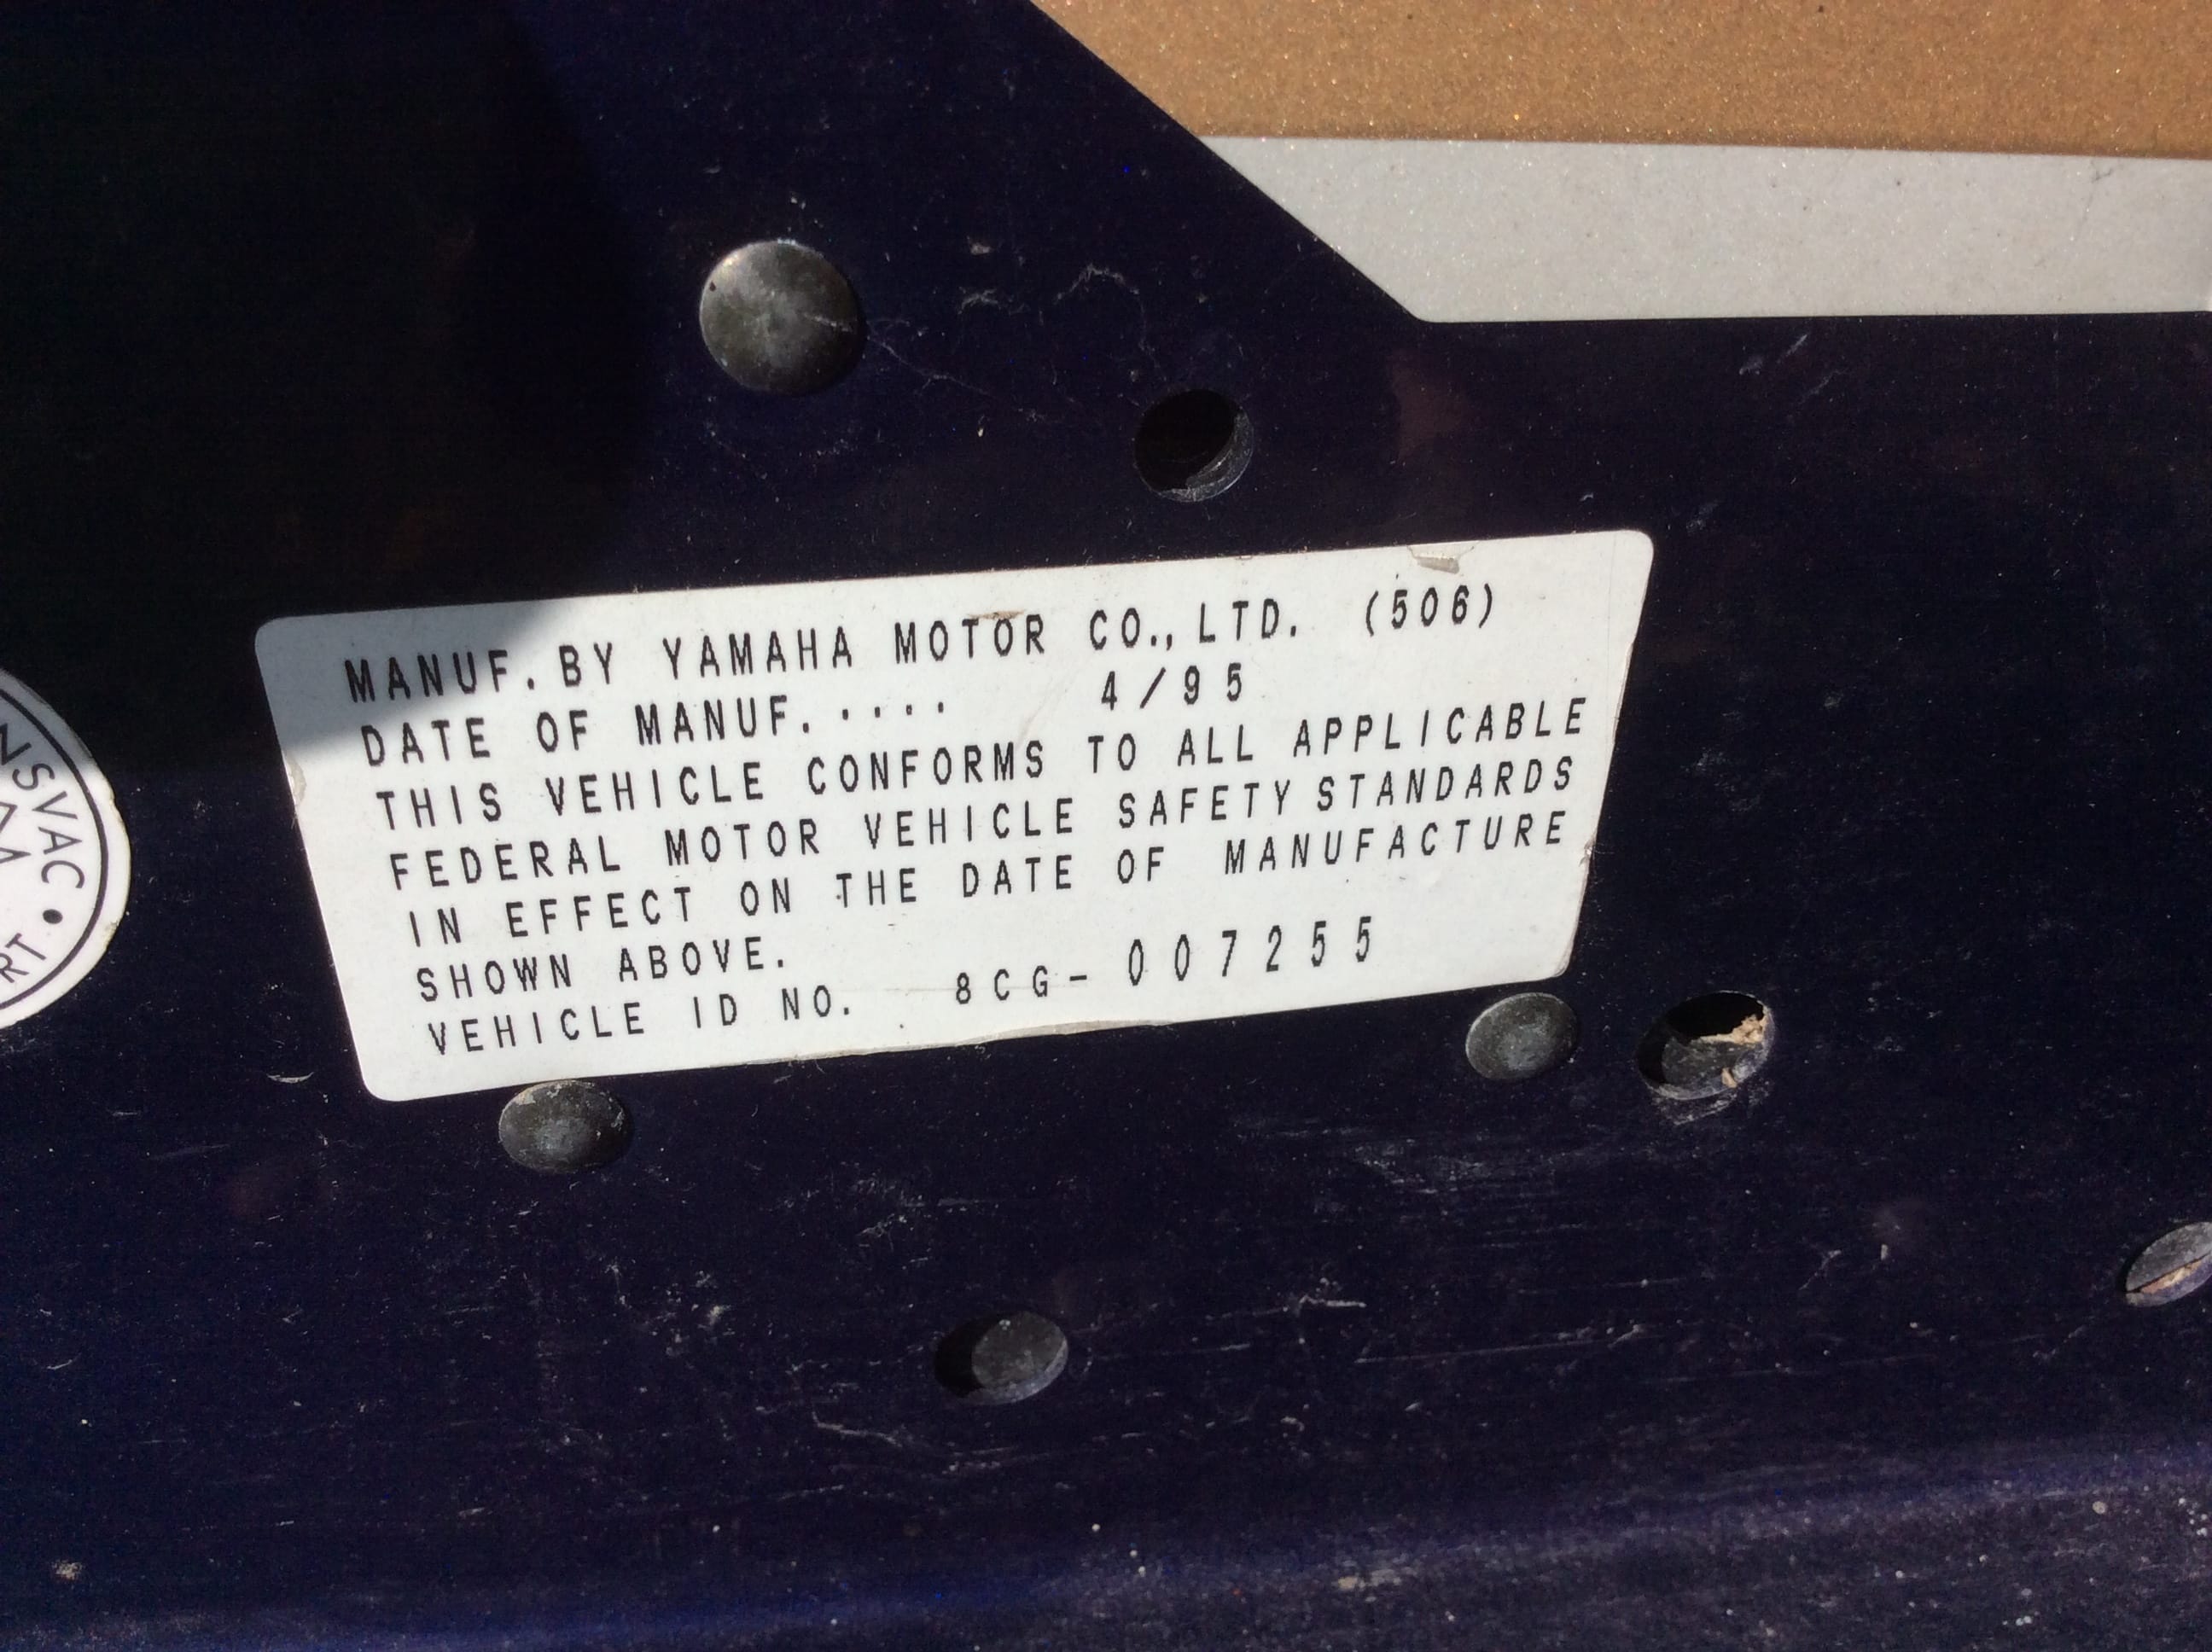 MANUF. BY YAMAHA MOTOR CO., LTD. (506)
DATE OF MANUF..... 4/95
THIS VEHICLE CONFORMS TO ALL APPLICABLE
FEDERAL MOTOR VEHICLE SAFETY STANDARDS
IN EFFECT ON THE DATE OF MANUFACTURE
SHOWN ABOVE.
VEHICLE ID NO. 8CG-007255